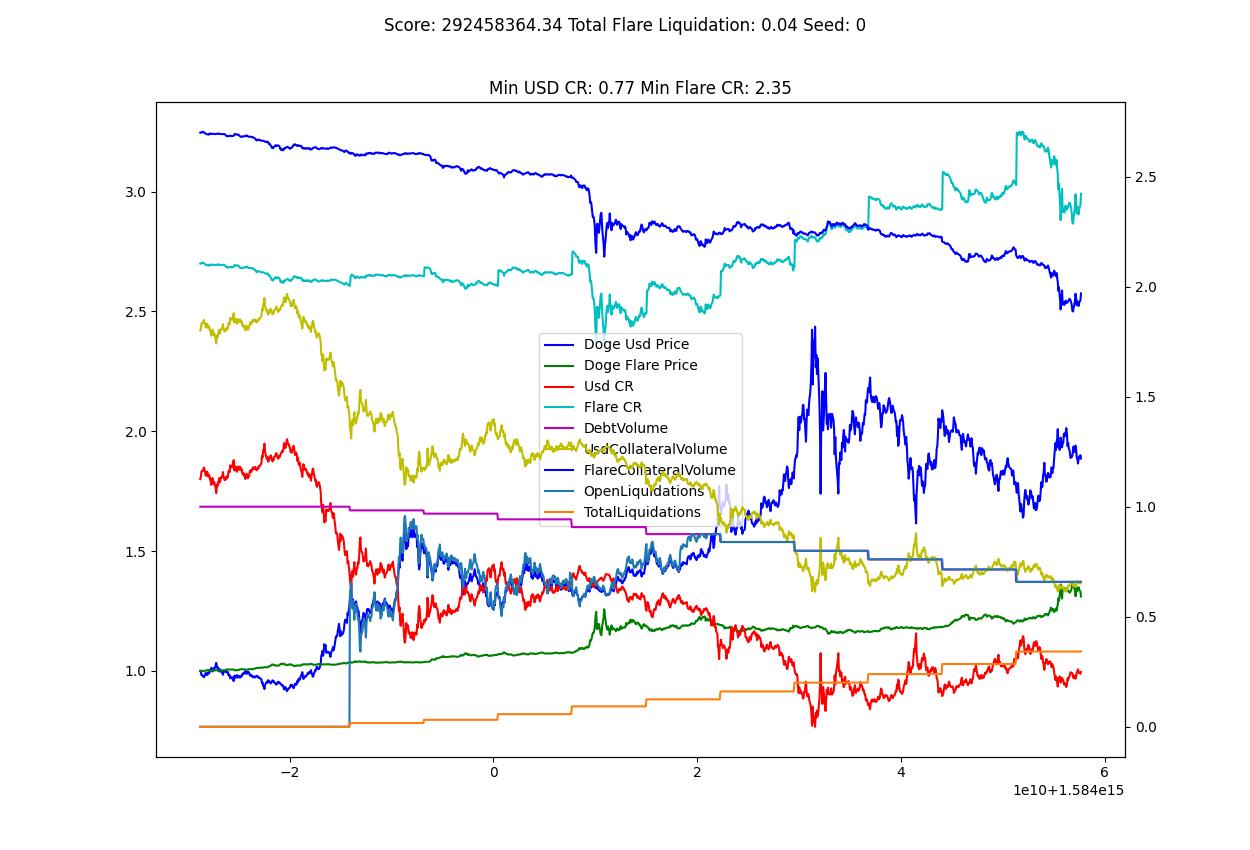 Score: 292458364.34 Total Flare Liquidation: 0.04 Seed: 0
Min USD CR: 0.77 Min Flare CR: 2.35
3.0
2.5
2.0
1.5
1.0
2.5
2.0
1.5
1.0
0.5
0.0
Doge Usd Price
Doge Flare Price
Usd CR
Flare CR
DebtVolume
UsdCollateralVolume
FlareCollateralVolume
OpenLiquidations
TotalLiquidations
−2 0 2 4 6
1e10+1.584e15